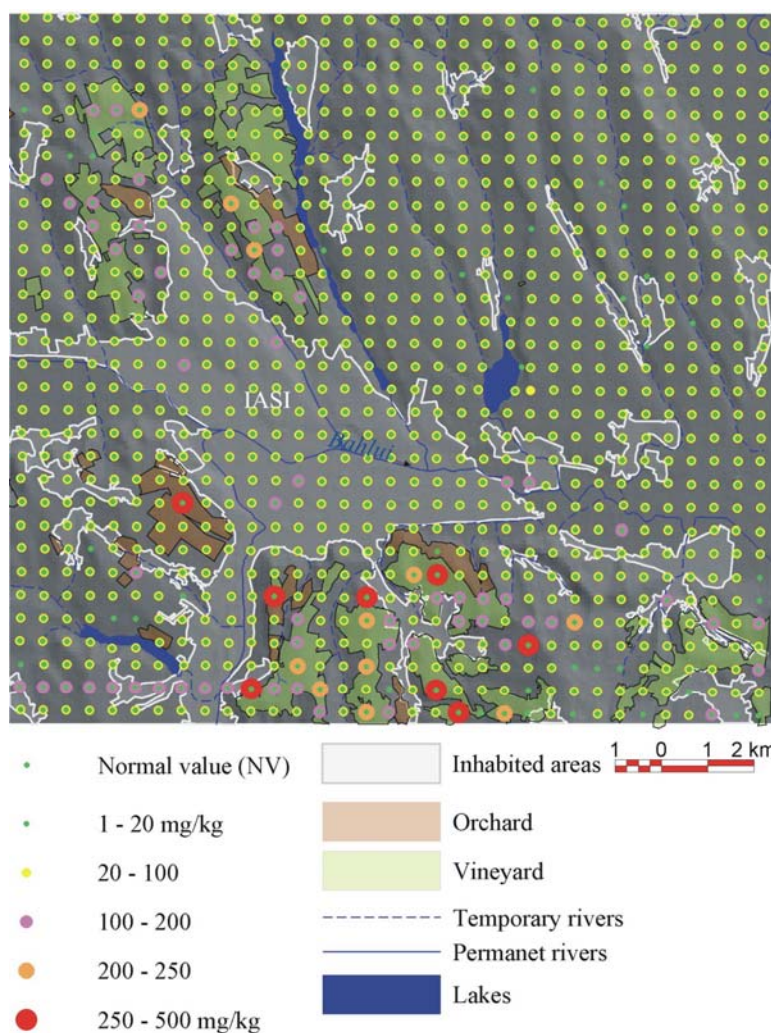 IASI
Bahlui
Normal value (NV)
1 - 20 mg/kg
20 - 100
100 - 200
200 - 250
250 - 500 mg/kg
Inhabited areas
Orchard
Vineyard
Temporary rivers
Permanet rivers
Lakes
1 0 1 2 km